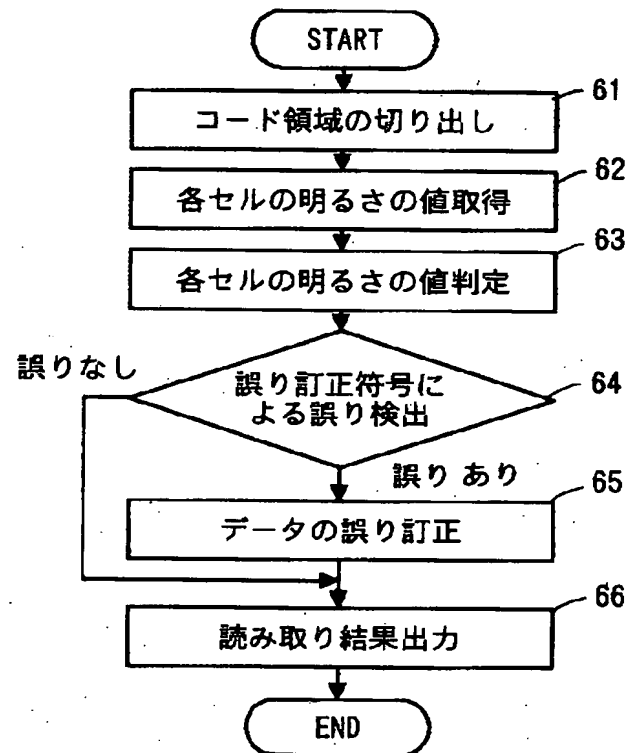 START
61
コード領域の切り出し
62
各セルの明るさの値取得
63
各セルの明るさの値判定
誤りなし
誤り訂正符号に
よる誤り検出
64
誤り あり
65
データの誤り訂正
66
読み取り結果出力
END